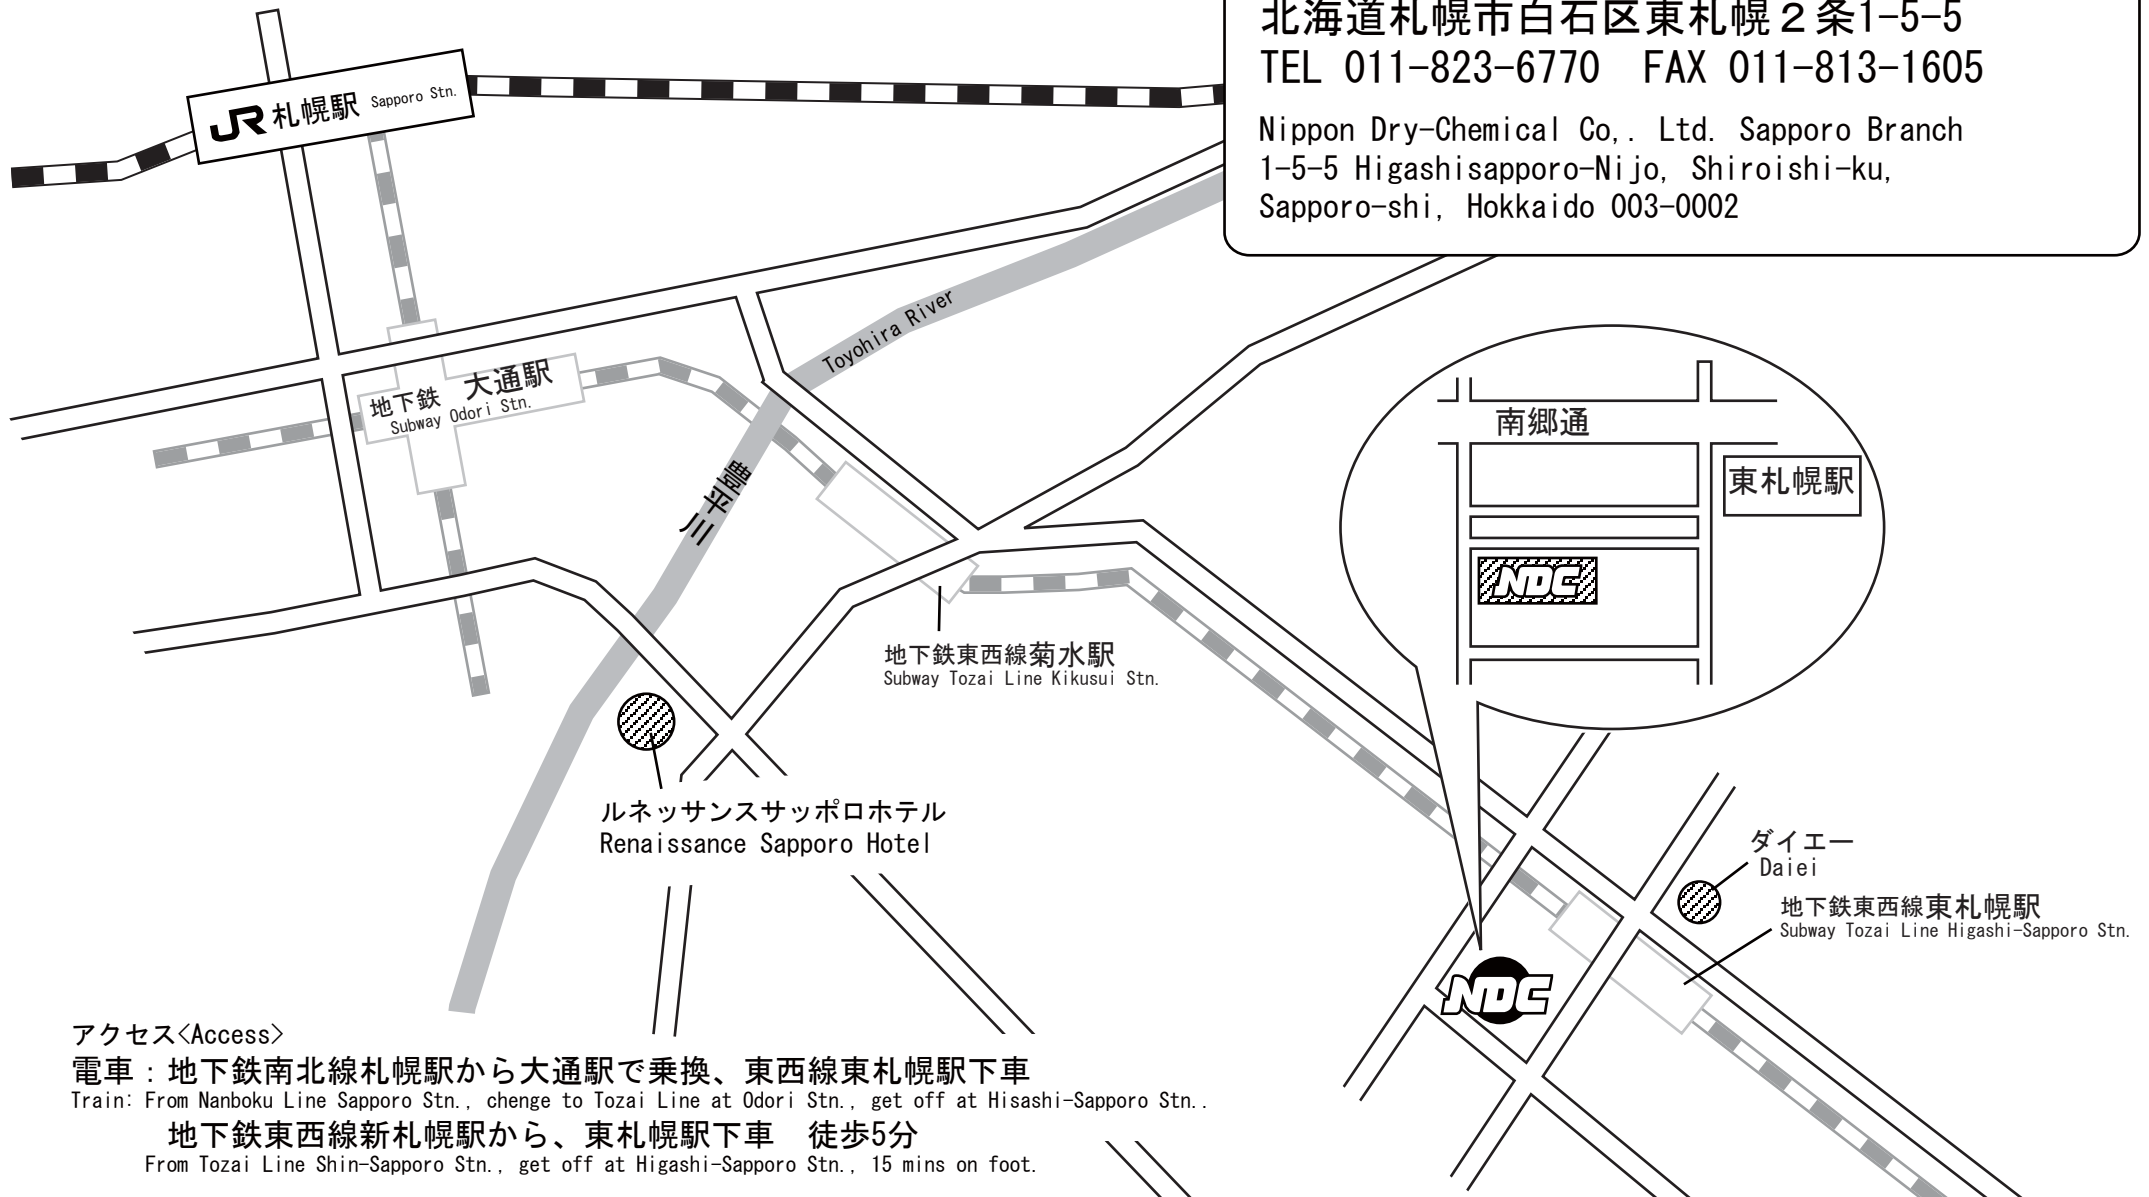 北海道札幌市白石区東札幌２条1-5-5
TEL 011-823-6770　FAX 011-813-1605
Nippon Dry-Chemical Co,. Ltd. Sapporo Branch
1-5-5 Higashisapporo-Nijo, Shiroishi-ku,
Sapporo-shi, Hokkaido 003-0002
JR 札幌駅 Sapporo Stn.
Toyohira River
地下鉄　大通駅
Subway Odori Stn.
豊平川
南郷通
東札幌駅
NDC
地下鉄東西線菊水駅
Subway Tozai Line Kikusui Stn.
ルネッサンスサッポロホテル
Renaissance Sapporo Hotel
ダイエー
Daiei
地下鉄東西線東札幌駅
Subway Tozai Line Higashi-Sapporo Stn.
NDC
アクセス<Access>
電車：地下鉄南北線札幌駅から大通駅で乗換、東西線東札幌駅下車
Train: From Nanboku Line Sapporo Stn., chenge to Tozai Line at Odori Stn., get off at Hisashi-Sapporo Stn..
地下鉄東西線新札幌駅から、東札幌駅下車　徒歩5分
From Tozai Line Shin-Sapporo Stn., get off at Higashi-Sapporo Stn., 15 mins on foot.